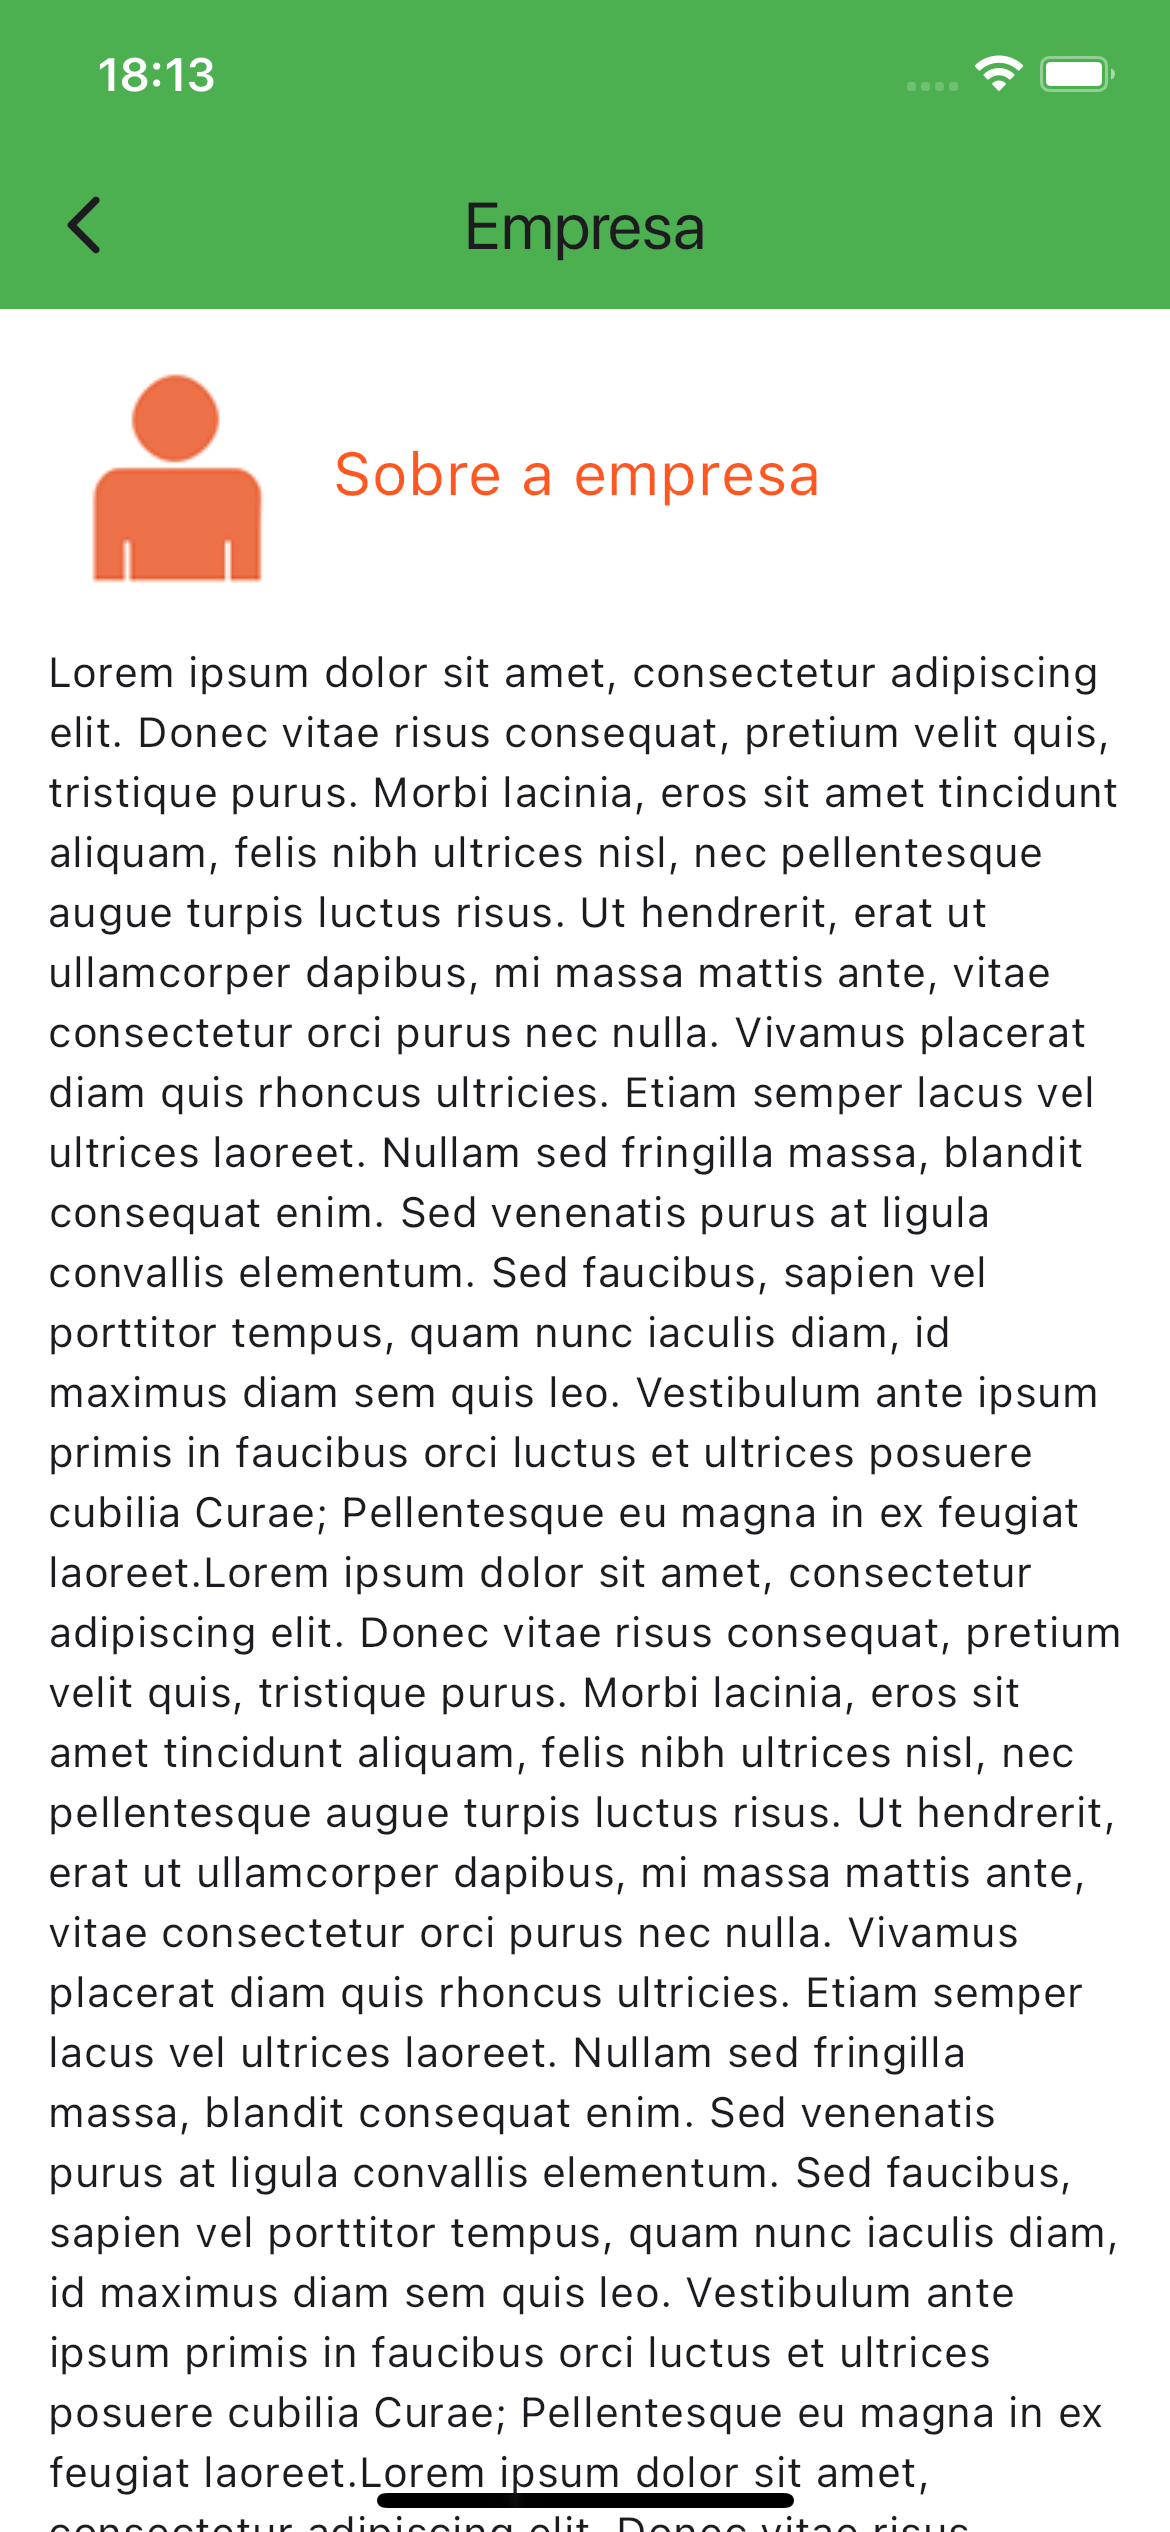 18:13
Empresa
Sobre a empresa
Lorem ipsum dolor sit amet, consectetur adipiscing
elit. Donec vitae risus consequat, pretium velit quis,
tristique purus. Morbi lacinia, eros sit amet tincidunt
aliquam, felis nibh ultrices nisl, nec pellentesque
augue turpis luctus risus. Ut hendrerit, erat ut
ullamcorper dapibus, mi massa mattis ante, vitae
consectetur orci purus nec nulla. Vivamus placerat
diam quis rhoncus ultricies. Etiam semper lacus vel
ultrices laoreet. Nullam sed fringilla massa, blandit
consequat enim. Sed venenatis purus at ligula
convallis elementum. Sed faucibus, sapien vel
porttitor tempus, quam nunc iaculis diam, id
maximus diam sem quis leo. Vestibulum ante ipsum
primis in faucibus orci luctus et ultrices posuere
cubilia Curae; Pellentesque eu magna in ex feugiat
laoreet.Lorem ipsum dolor sit amet, consectetur
adipiscing elit. Donec vitae risus consequat, pretium
velit quis, tristique purus. Morbi lacinia, eros sit
amet tincidunt aliquam, felis nibh ultrices nisl, nec
pellentesque augue turpis luctus risus. Ut hendrerit,
erat ut ullamcorper dapibus, mi massa mattis ante,
vitae consectetur orci purus nec nulla. Vivamus
placerat diam quis rhoncus ultricies. Etiam semper
lacus vel ultrices laoreet. Nullam sed fringilla
massa, blandit consequat enim. Sed venenatis
purus at ligula convallis elementum. Sed faucibus,
sapien vel porttitor tempus, quam nunc iaculis diam,
id maximus diam sem quis leo. Vestibulum ante
ipsum primis in faucibus orci luctus et ultrices
posuere cubilia Curae; Pellentesque eu magna in ex
feugiat laoreet.Lorem ipsum dolor sit amet,
consectetur adipiscing elit. Donec vitae risus